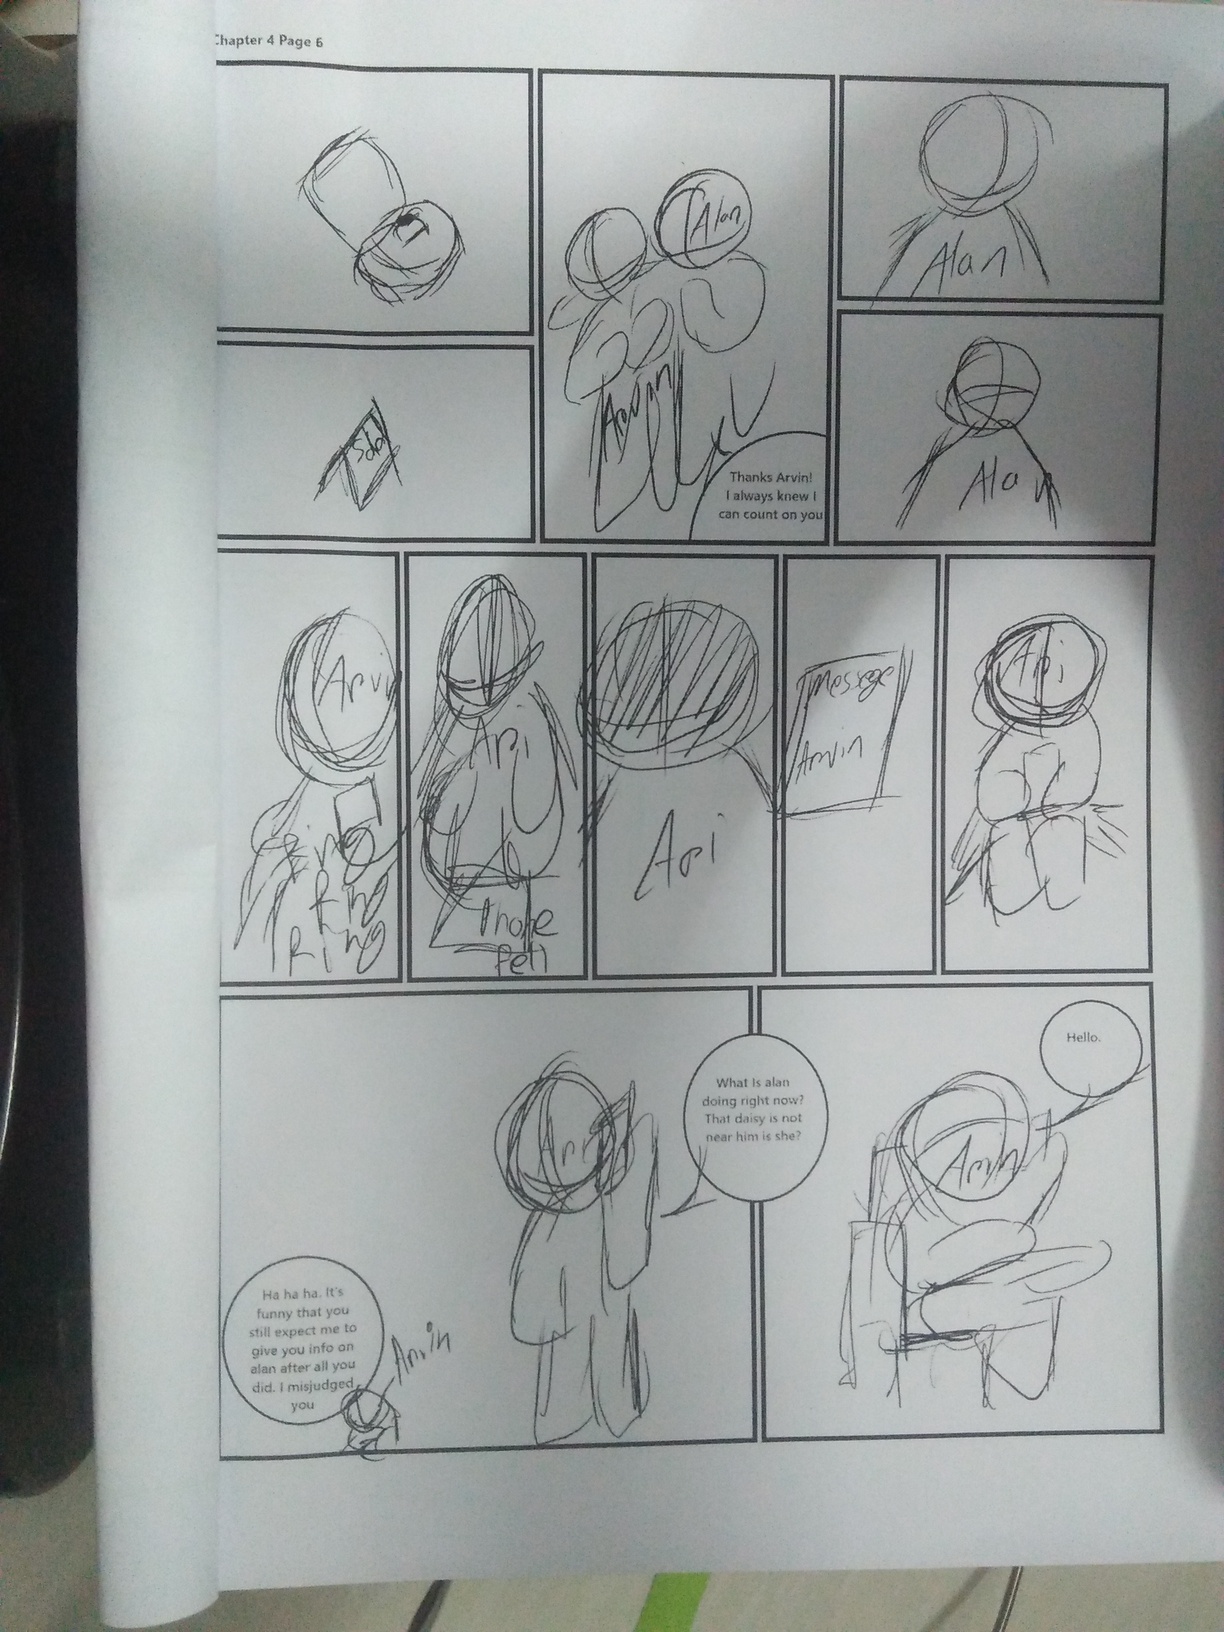 Chapter 4 Page 6
Alan
Arvin
Thanks Arvin!
I always knew I
can count on you
Alan
Alan
Arvin
Ring
Ring
Ring
Ari
Phone
Fell
Ari
Message
Arvin
Ari
Ari
What Is alan
doing right now?
That daisy is not
near him is she?
Ha ha ha. It's
funny that you
still expect me to
give you info on
alan after all you
did. I misjudged
you
Arvin
Hello.
Arvin